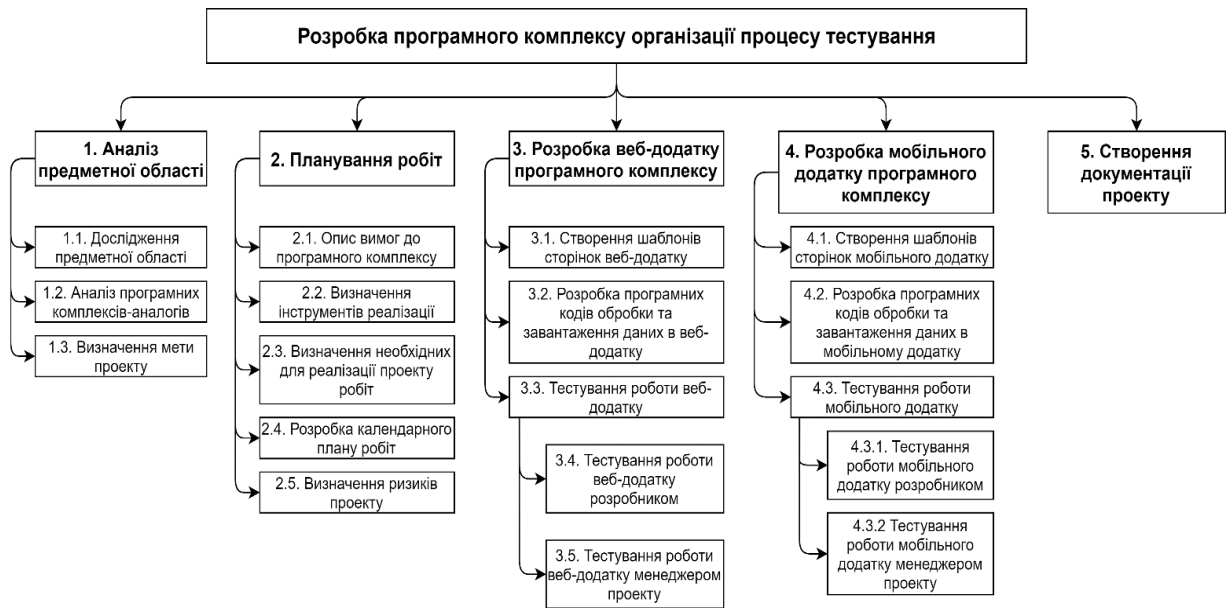 Розробка програмного комплексу організації процесу тестування
1. Аналіз
предметної області
1.1. Дослідження
предметної області
1.2. Аналіз програмних
комплексів-аналогів
1.3. Визначення мети
проекту
2. Планування робіт
2.1. Опис вимог до
програмного комплексу
2.2. Визначення
інструментів реалізації
2.3. Визначення необхідних
для реалізації проекту
робіт
2.4. Розробка календарного
плану робіт
2.5. Визначення ризиків
проекту
3. Розробка веб-додатку
програмного комплексу
3.1. Створення шаблонів
сторінок веб-додатку
3.2. Розробка програмних
кодів обробки та
завантаження даних в веб-
додатку
3.3. Тестування роботи веб-
додатку
3.4. Тестування роботи
веб-додатку
розробником
3.5. Тестування роботи
веб-додатку менеджером
проекту
4. Розробка мобільного
додатку програмного
комплексу
4.1. Створення шаблонів
сторінок мобільного додатку
4.2. Розробка програмних
кодів обробки та
завантаження даних в
мобільному додатку
4.3. Тестування роботи
мобільного додатку
4.3.1. Тестування
роботи мобільного
додатку розробником
4.3.2 Тестування
роботи мобільного
додатку менеджером
проекту
5. Створення
документації
проекту